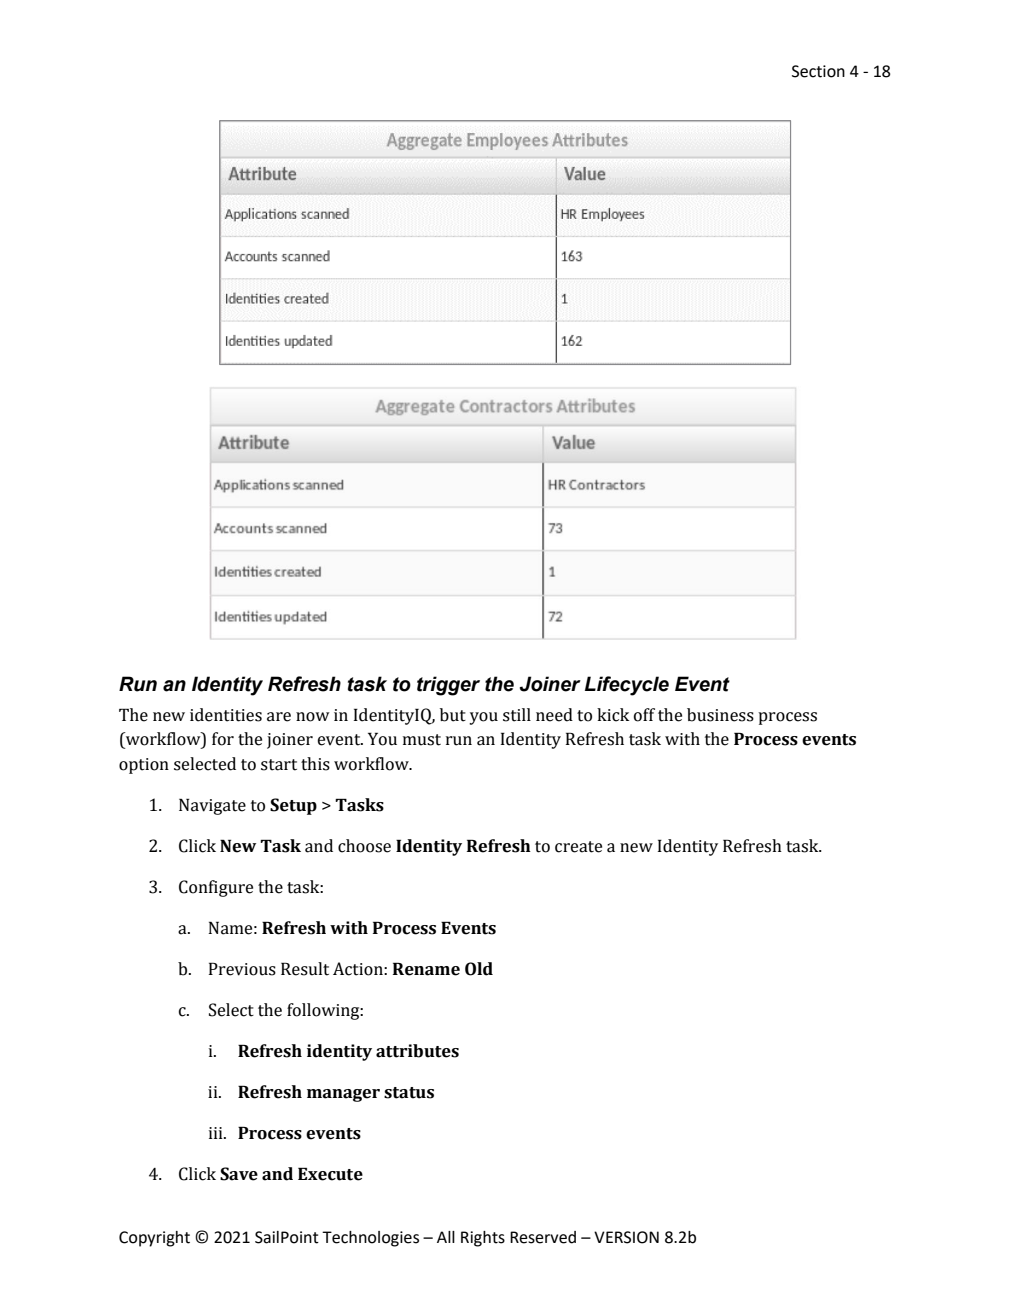 Section 4 - 18
Aggregate Employees Attributes
Attribute Value
Applications scanned HR Employees
Accounts scanned 163
Identities created 1
Identities updated 162
Aggregate Contractors Attributes
Attribute Value
Applications scanned HR Contractors
Accounts scanned 73
Identities created 1
Identities updated 72
Run an Identity Refresh task to trigger the Joiner Lifecycle Event
The new identities are now in IdentityIQ, but you still need to kick off the business process
(workflow) for the joiner event. You must run an Identity Refresh task with the Process events
option selected to start this workflow.
1. Navigate to Setup > Tasks
2. Click New Task and choose Identity Refresh to create a new Identity Refresh task.
3. Configure the task:
a. Name: Refresh with Process Events
b. Previous Result Action: Rename Old
c. Select the following:
i. Refresh identity attributes
ii. Refresh manager status
iii. Process events
4. Click Save and Execute
Copyright © 2021 SailPoint Technologies – All Rights Reserved – VERSION 8.2b